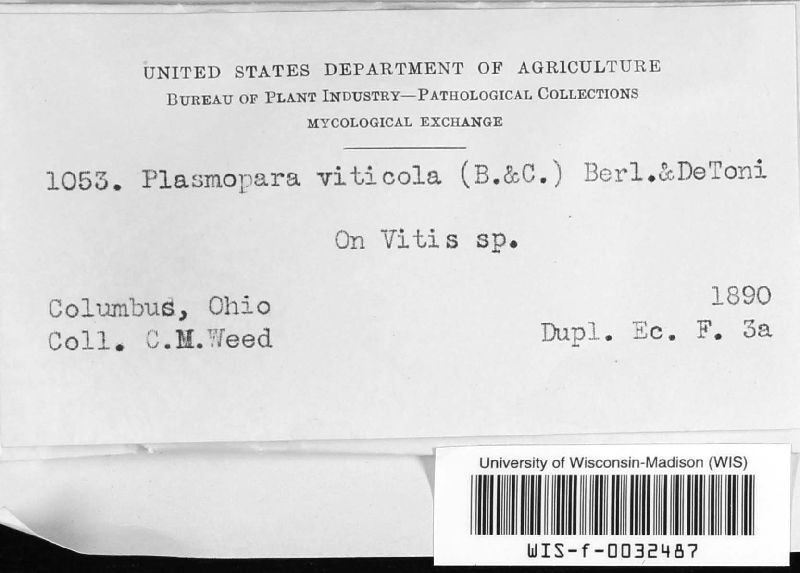 UNITED STATES DEPARTMENT OF AGRICULTURE
BUREAU OF PLANT INDUSTRY—PATHOLOGICAL COLLECTIONS
MYCOLOGICAL EXCHANGE
1053. Plasmopara viticola (B.&C.) Berl.&DeToni
On Vitis sp.
Columbus, Ohio 1890
Coll. C.M.Weed Dupl. Ec. F. 3a
University of Wisconsin-Madison (WIS)
WIS-f-0032487